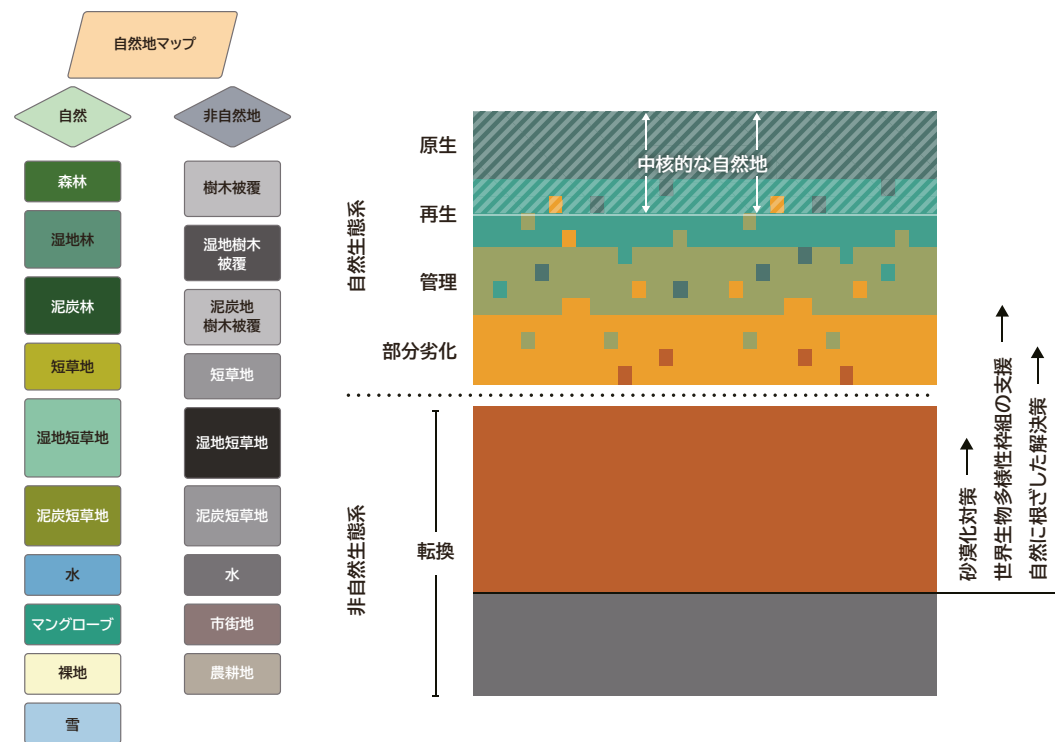 自然地マップ
自然
非自然地
森林
湿地林
泥炭林
短草地
湿地短草地
泥炭短草地
水
マングローブ
裸地
雪
樹木被覆
湿地樹木
被覆
泥炭地
樹木被覆
短草地
湿地短草地
泥炭短草地
水
市街地
農耕地
自然生態系
原生
再生
管理
部分劣化
中核的な自然地
非自然生態系
転換
砂漠化対策
世界生物多様性枠組の支援
自然に根ざした解決策